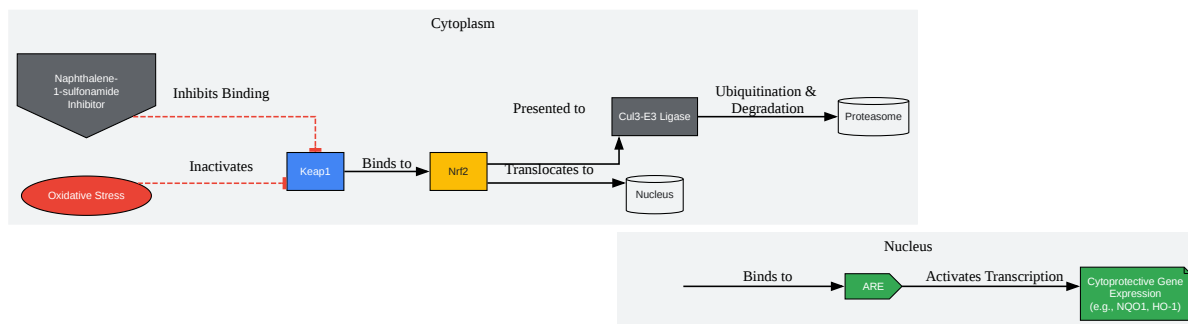 Cytoplasm
Naphthalene-
1-sulfonamide
Inhibitor
Inhibits Binding
Inactivates
Oxidative Stress
Keap1
Binds to
Nrf2
Presented to
Translocates to
Cul3-E3 Ligase
Ubiquitination &
Degradation
Proteasome
Nucleus
Nucleus
Binds to
ARE
Activates Transcription
Cytoprotective Gene
Expression
(e.g., NQO1, HO-1)